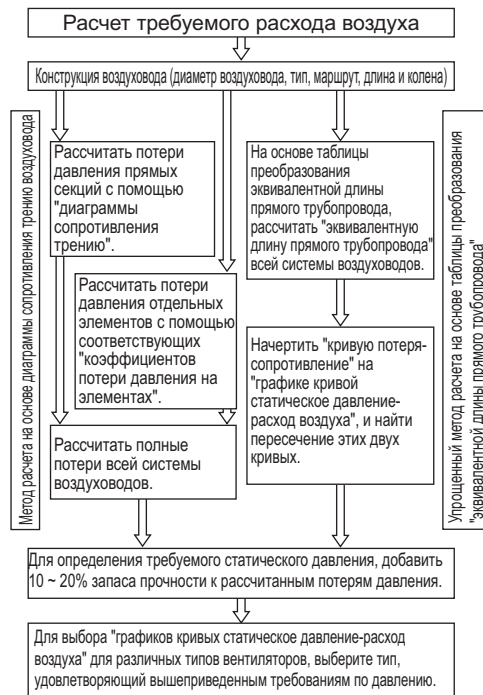 Расчет требуемого расхода воздуха
Конструкция воздуховода (диаметр воздуховода, тип, маршрут, длина и колена)
Метод расчета на основе диаграммы сопротивления трению воздуховода
Рассчитать потери
давления прямых
секций с помощью
"диаграммы
сопротивления
трению".
Рассчитать потери
давления отдельных
элементов с помощью
соответствующих
"коэффициентов
потери давления на
элементах".
Рассчитать полные
потери всей системы
воздуховодов.
На основе таблицы
преобразования
эквивалентной длины
прямого трубопровода,
рассчитать "эквивалентную
длину прямого трубопровода"
всей системы воздуховодов.
Начертить "кривую потеря-
сопротивление" на
"графике кривой
статическое давление-
расход воздуха", и найти
пересечение этих двух
кривых.
Упрощенный метод расчета на основе таблицы преобразования
"эквивалентной длины прямого трубопровода"
Для определения требуемого статического давления, добавить
10 ~ 20% запаса прочности к рассчитанным потерям давления.
Для выбора "графиков кривых статическое давление-расход
воздуха" для различных типов вентиляторов, выберите тип,
удовлетворяющий вышеприведенным требованиям по давлению.